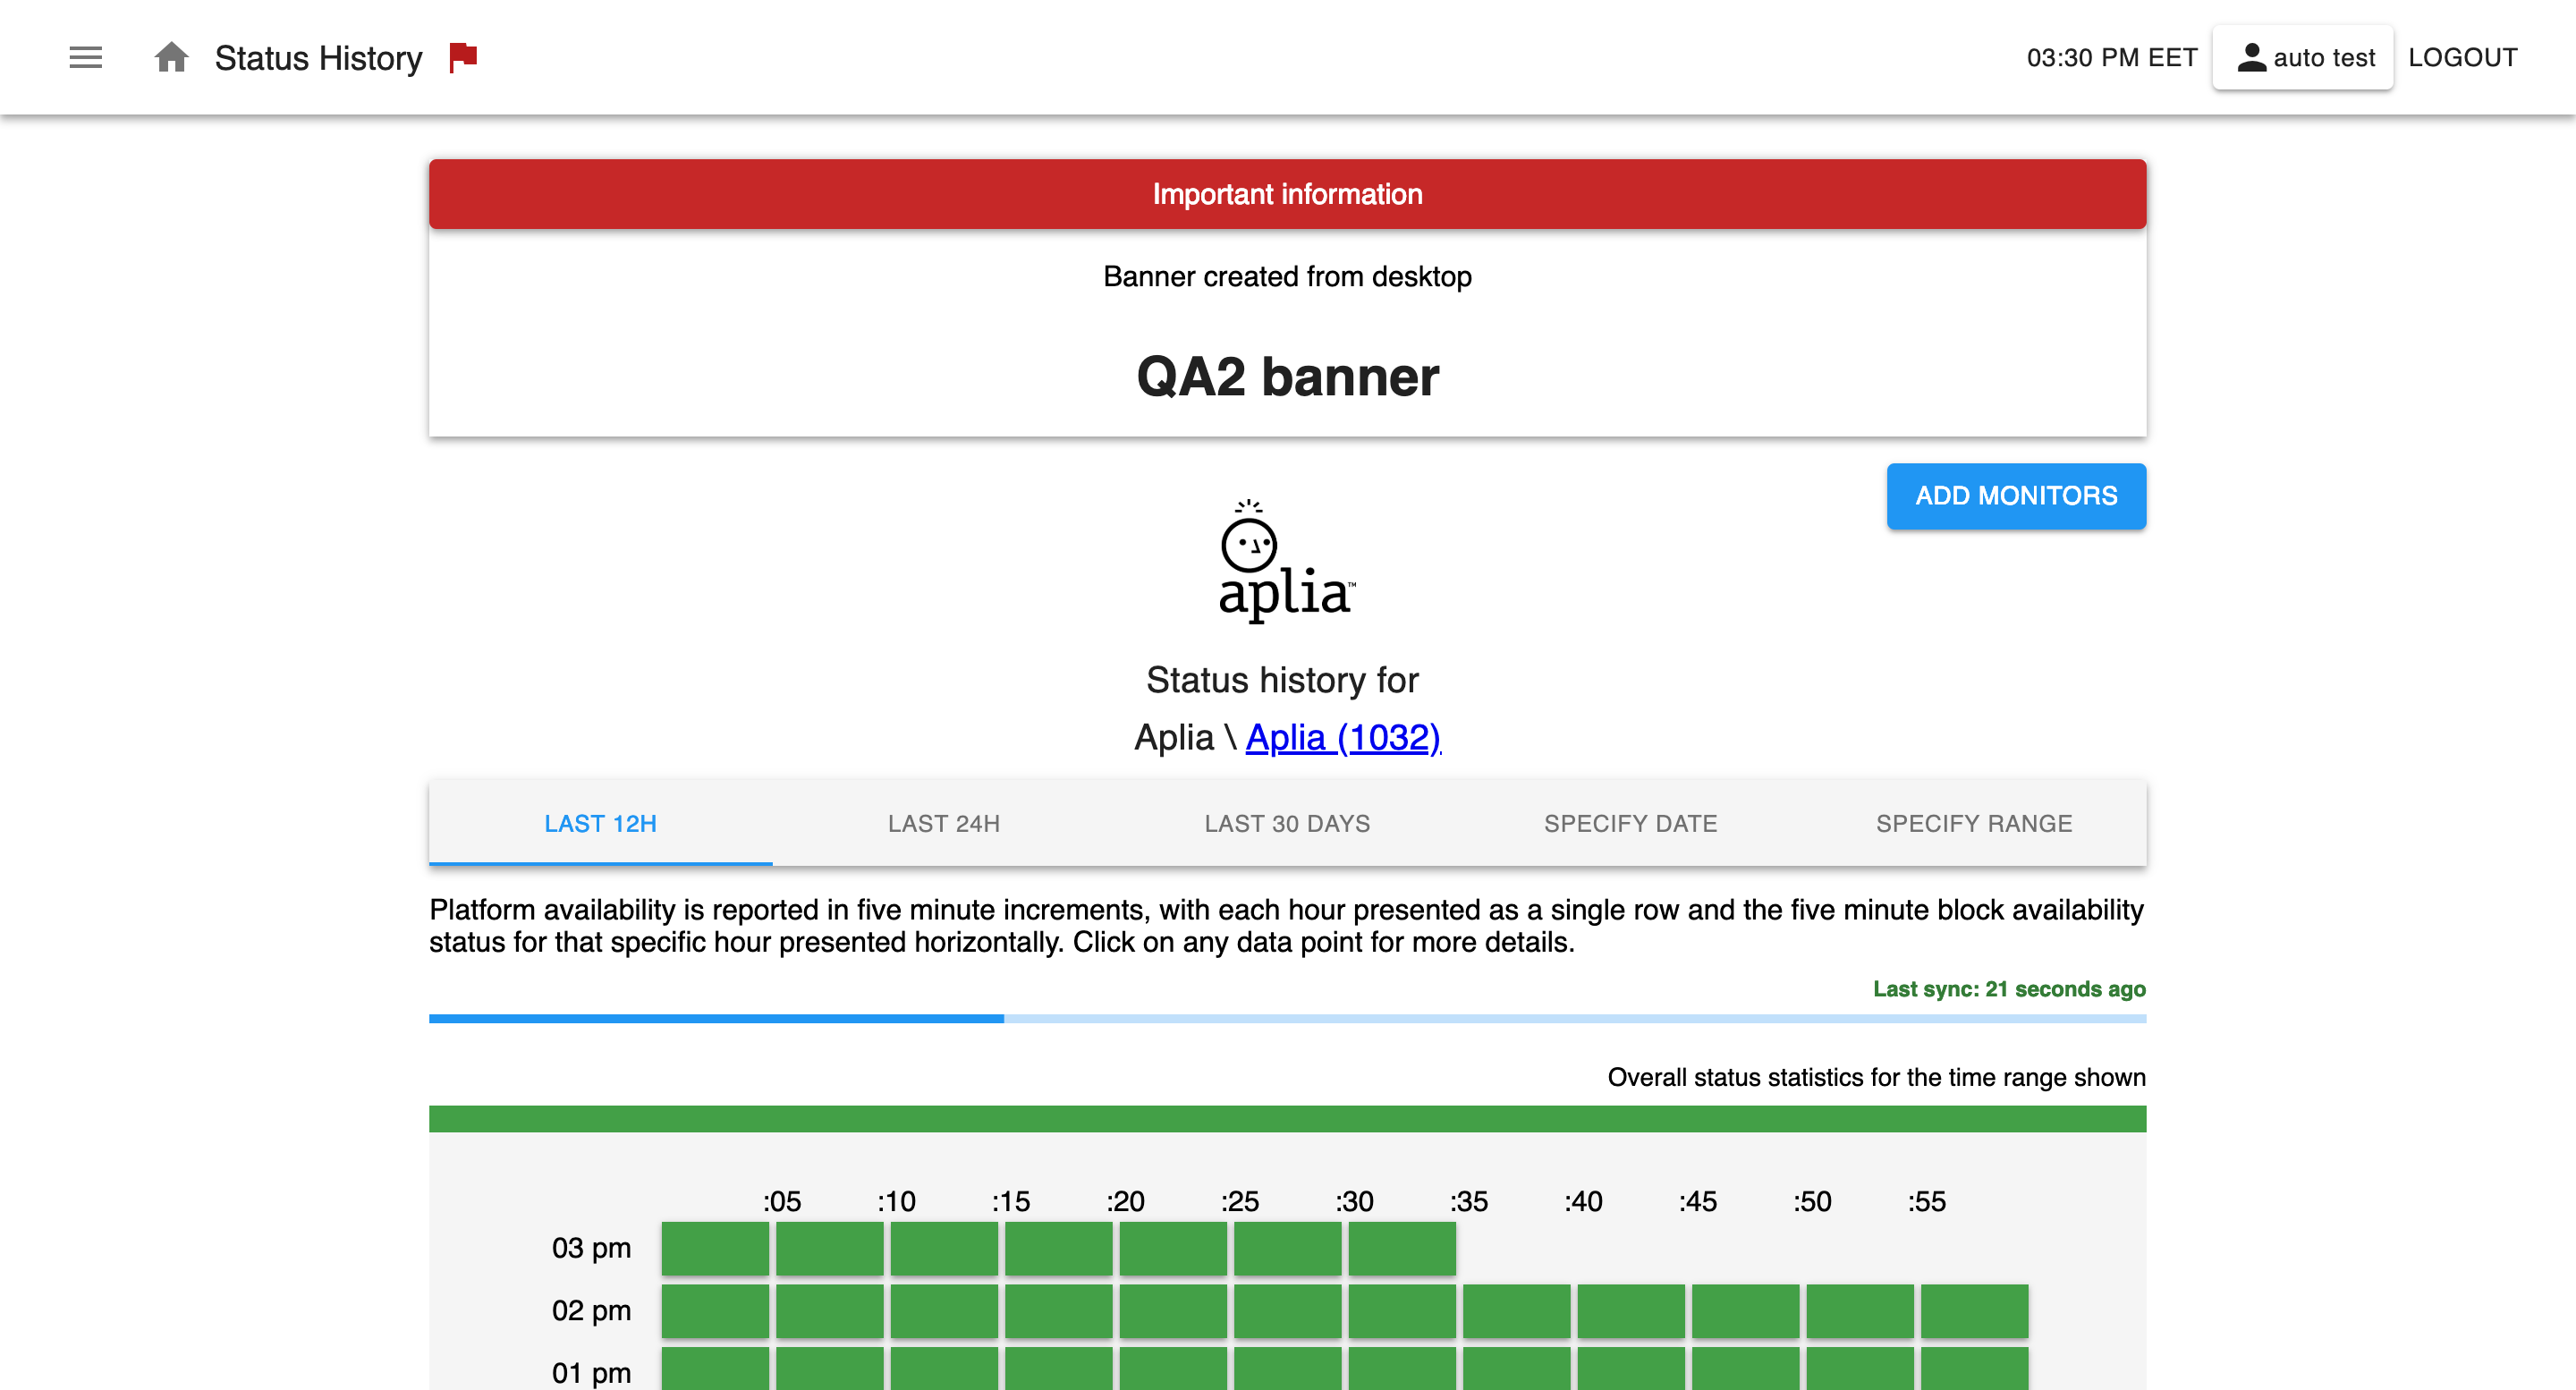 Status History
03:30 PM EET
auto test
LOGOUT
Important information
Banner created from desktop
QA2 banner
ADD MONITORS
aplia™
Status history for
Aplia \ Aplia (1032)
LAST 12H
LAST 24H
LAST 30 DAYS
SPECIFY DATE
SPECIFY RANGE
Platform availability is reported in five minute increments, with each hour presented as a single row and the five minute block availability
status for that specific hour presented horizontally. Click on any data point for more details.
Last sync: 21 seconds ago
Overall status statistics for the time range shown
:05 :10 :15 :20 :25 :30 :35 :40 :45 :50 :55
03 pm
02 pm
01 pm